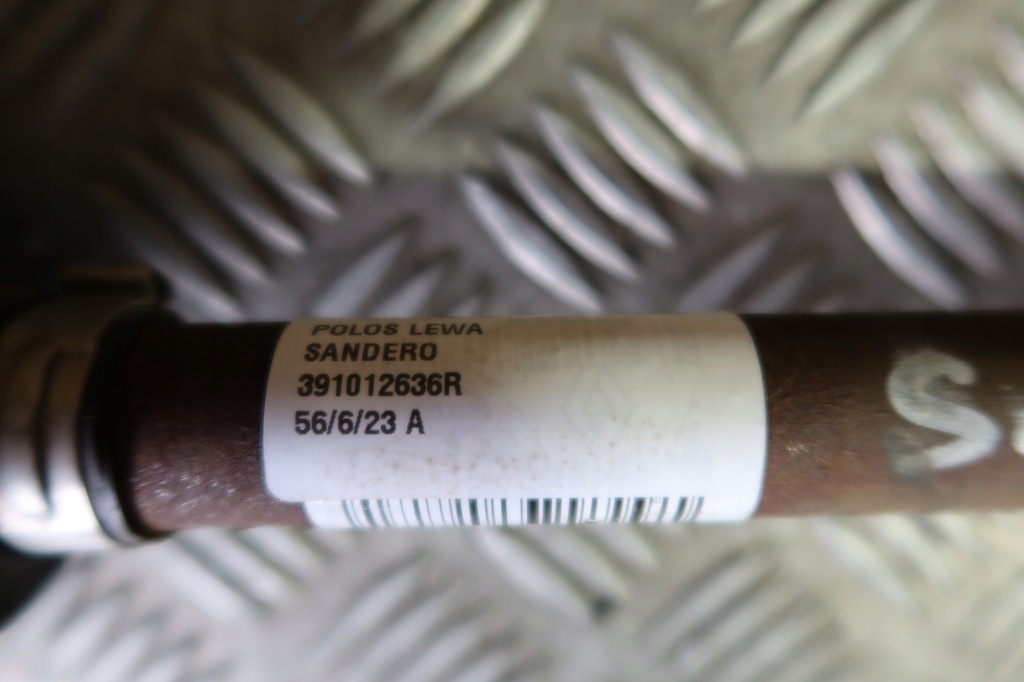 POLOS LEWA
SANDERO
391012636R
56/6/23 A
S